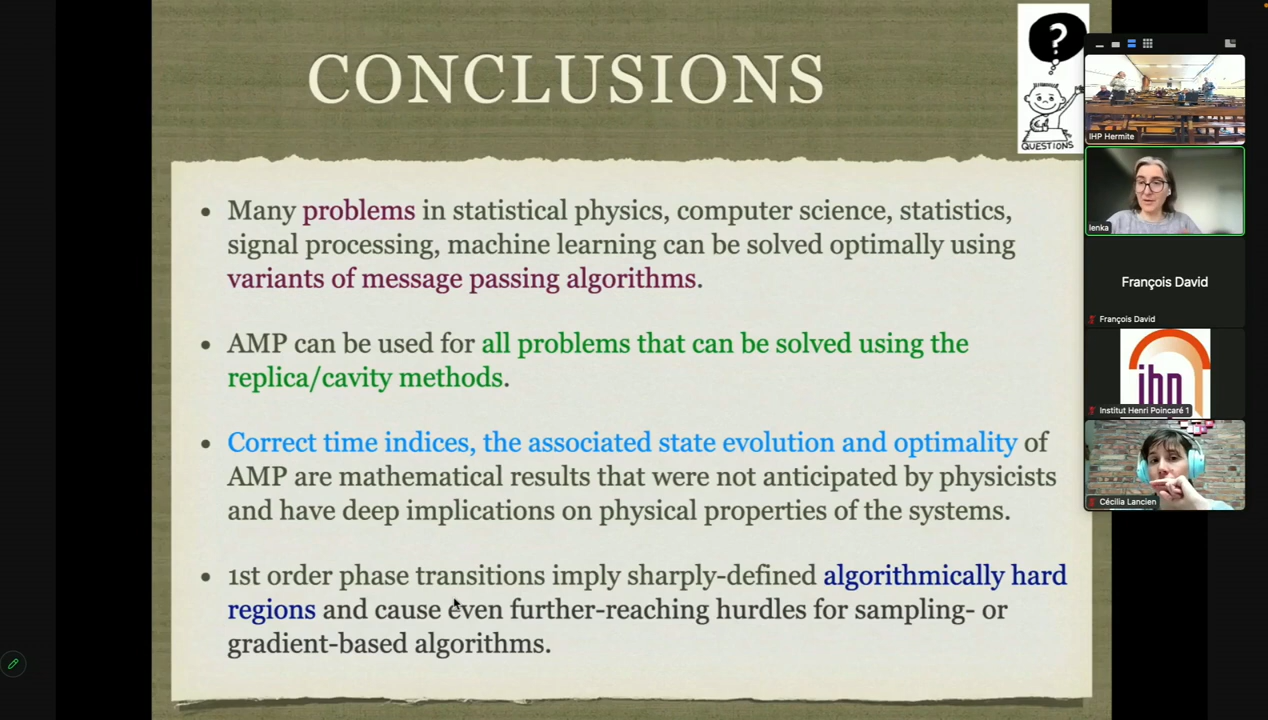 CONCLUSIONS
?
QUESTIONS
• Many problems in statistical physics, computer science, statistics,
signal processing, machine learning can be solved optimally using
variants of message passing algorithms.
• AMP can be used for all problems that can be solved using the
replica/cavity methods.
• Correct time indices, the associated state evolution and optimality of
AMP are mathematical results that were not anticipated by physicists
and have deep implications on physical properties of the systems.
• 1st order phase transitions imply sharply-defined algorithmically hard
regions and cause even further-reaching hurdles for sampling- or
gradient-based algorithms.
IHP Hermite
lenka
François David
François David
ihp
Institut Henri Poincaré 1
Cécilia Lancien